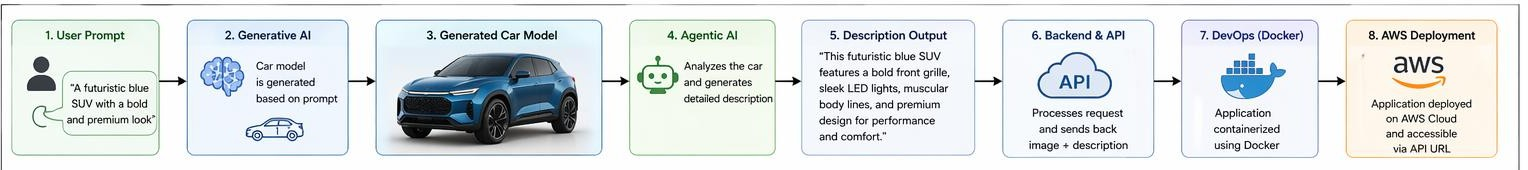 1. User Prompt
"A futuristic blue
SUV with a bold
and premium look"
2. Generative AI
Car model
is generated
based on prompt
3. Generated Car Model
4. Agentic AI
Analyzes the car
and generates
detailed description
5. Description Output
"This futuristic blue SUV
features a bold front grille,
sleek LED lights, muscular
body lines, and premium
design for performance
and comfort."
6. Backend & API
API
Processes request
and sends back
image + description
7. DevOps (Docker)
Application
containerized
using Docker
8. AWS Deployment
aws
Application deployed
on AWS Cloud
and accessible
via API URL